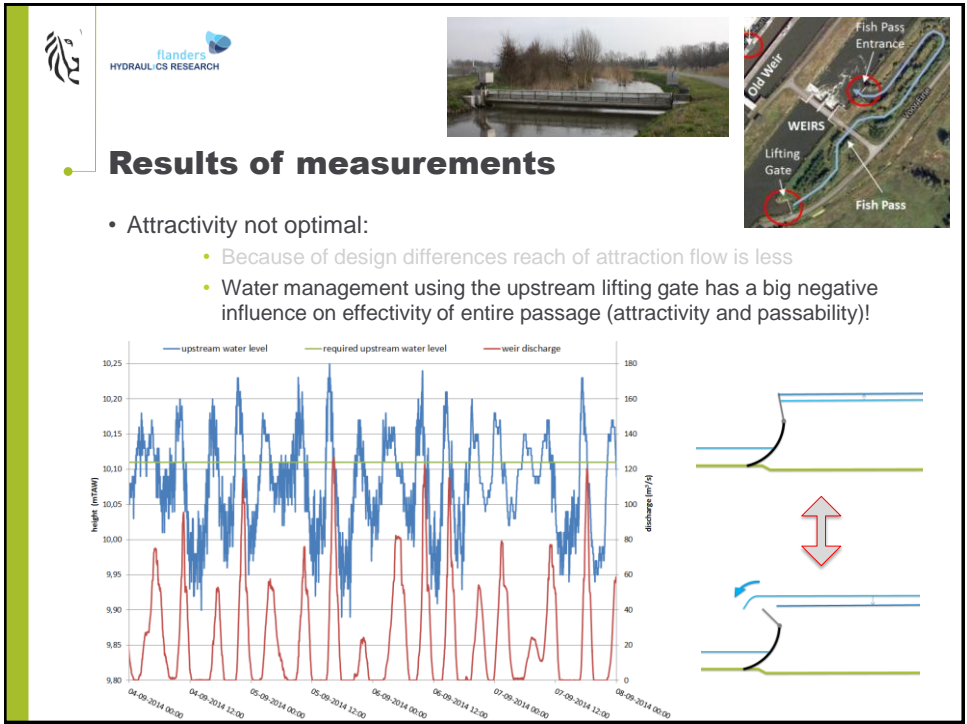 flanders
HYDRAULICS RESEARCH
Fish Pass
Entrance
Old Weir
WEIRS
Lifting
Gate
Fish Pass
Results of measurements
• Attractivity not optimal:
• Because of design differences reach of attraction flow is less
• Water management using the upstream lifting gate has a big negative
influence on effectivity of entire passage (attractivity and passability)!
upstream water level required upstream water level weir discharge
10,25
10,20
10,15
10,10
10,05
10,00
9,95
9,90
9,85
9,80
height (mTAW)
180
160
140
120
100
80
60
40
20
0
discharge (m³/s)
04-09-2014 00:00
04-09-2014 12:00
05-09-2014 00:00
05-09-2014 12:00
06-09-2014 00:00
06-09-2014 12:00
07-09-2014 00:00
07-09-2014 12:00
08-09-2014 00:00